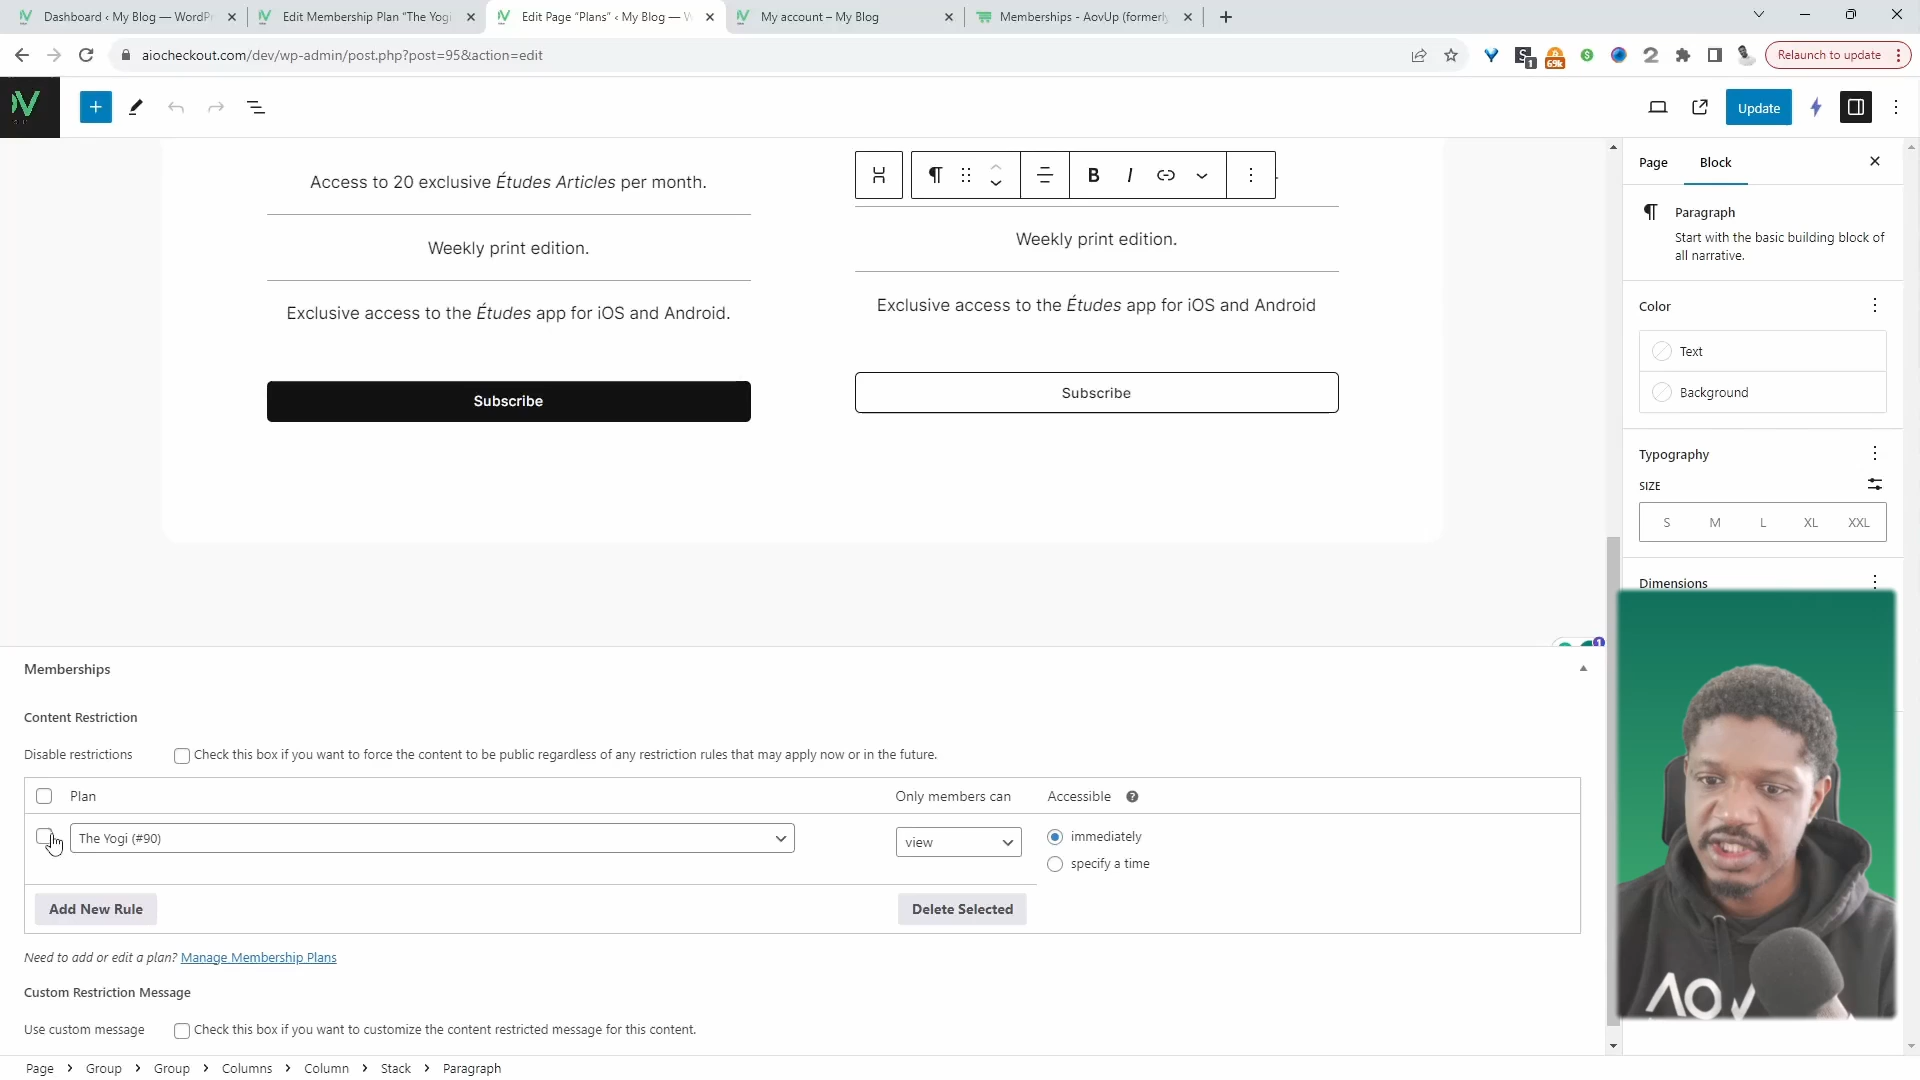 Dashboard ‹ My Blog — WordPr
Edit Membership Plan “The Yogi
Edit Page “Plans” ‹ My Blog — W
My account – My Blog
Memberships - AovUp (formerly
aiocheckout.com/dev/wp-admin/post.php?post=95&action=edit
1
69k
Relaunch to update
Update
Access to 20 exclusive Études Articles per month.
B I
Weekly print edition.
Weekly print edition.
Exclusive access to the Études app for iOS and Android.
Exclusive access to the Études app for iOS and Android
Subscribe
Subscribe
Page
Block
Paragraph
Start with the basic building block of
all narrative.
Color
Text
Background
Typography
SIZE
S M L XL XXL
Dimensions
1
Memberships
Content Restriction
Disable restrictions
Check this box if you want to force the content to be public regardless of any restriction rules that may apply now or in the future.
Plan
Only members can
Accessible
The Yogi (#90)
view
immediately
specify a time
Add New Rule
Delete Selected
Need to add or edit a plan? Manage Membership Plans
Custom Restriction Message
Use custom message
Check this box if you want to customize the content restricted message for this content.
Page › Group › Group › Columns › Column › Stack › Paragraph